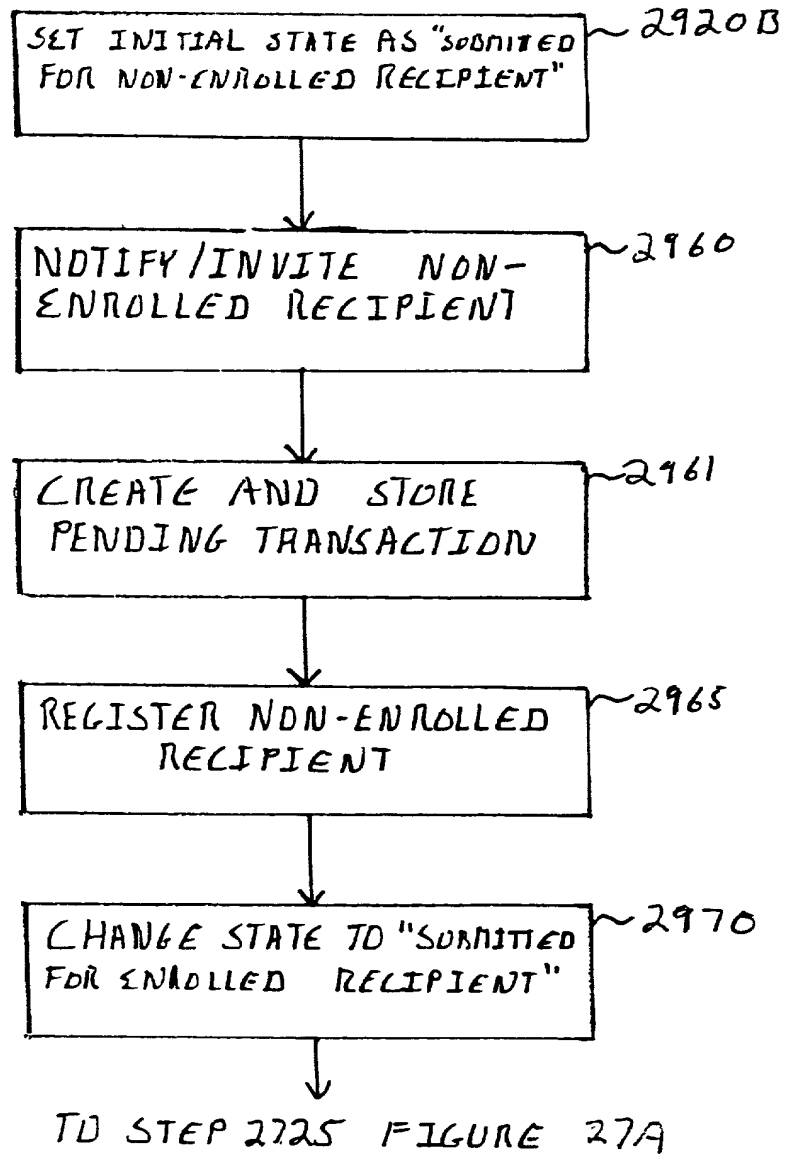 SET INITIAL STATE AS "SUBMITTED
FOR NON-ENROLLED RECIPIENT"
2920B
NOTIFY/INVITE NON-
ENROLLED RECIPIENT
2960
CREATE AND STORE
PENDING TRANSACTION
2961
REGISTER NON-ENROLLED
RECIPIENT
2965
CHANGE STATE TO "SUBMITTED
FOR ENROLLED RECIPIENT"
2970
TO STEP 2725 FIGURE 27A